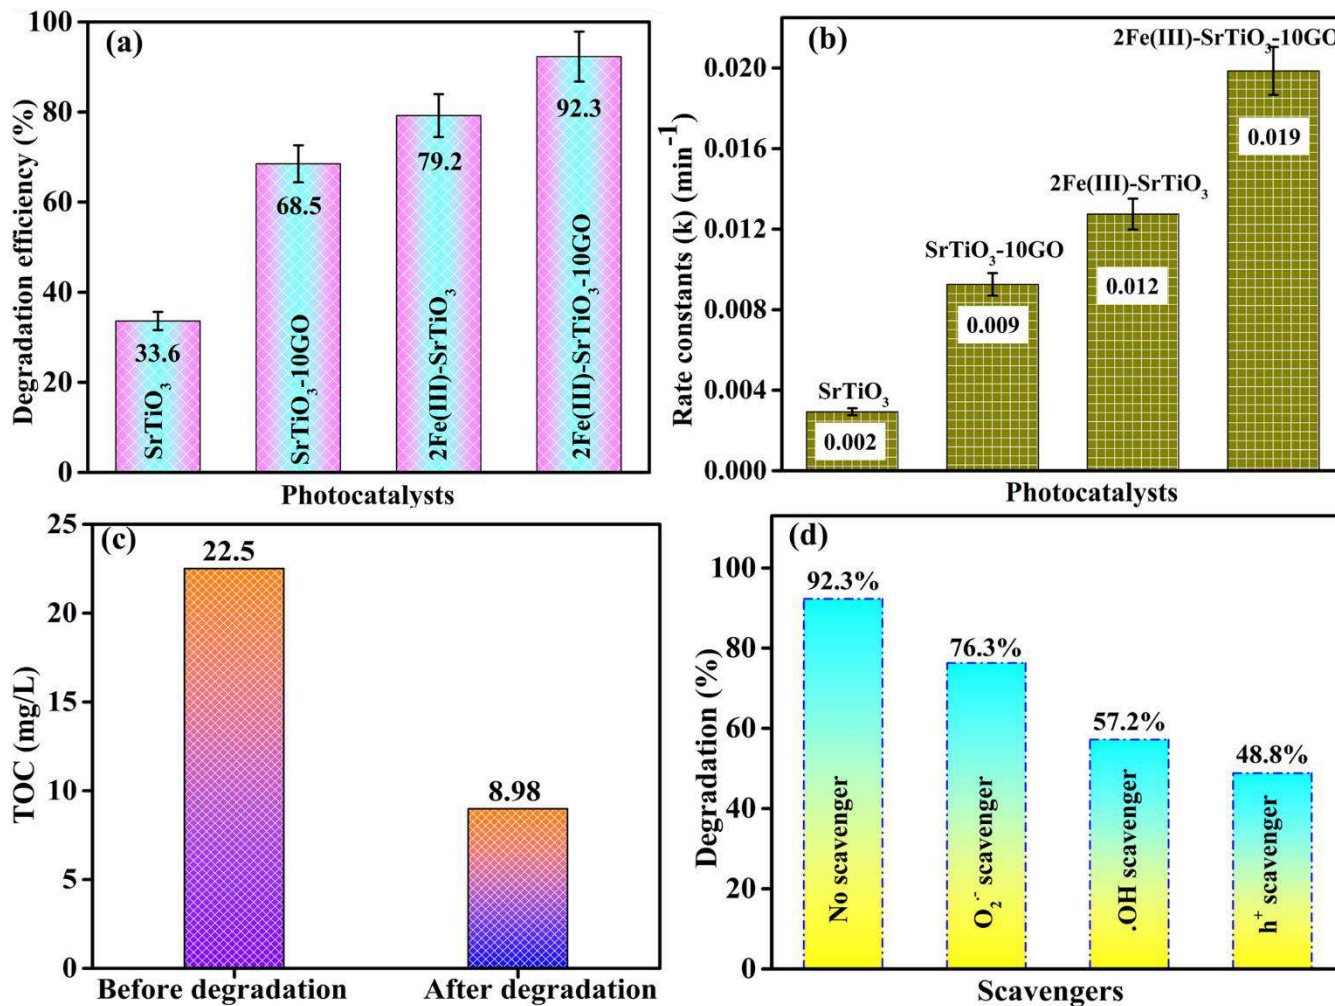 (a)
Degradation efficiency (%)
100
80
60
40
20
0
33.6
68.5
79.2
92.3
SrTiO₃
SrTiO₃-10GO
2Fe(III)-SrTiO₃
2Fe(III)-SrTiO₃-10GO
Photocatalysts
(b)
Rate constants (k) (min⁻¹)
0.020
0.016
0.012
0.008
0.004
0.000
SrTiO₃
0.002
SrTiO₃-10GO
0.009
2Fe(III)-SrTiO₃
0.012
2Fe(III)-SrTiO₃-10GO
0.019
Photocatalysts
(c)
TOC (mg/L)
25
20
15
10
5
0
22.5
8.98
Before degradation
After degradation
(d)
Degradation (%)
100
80
60
40
20
0
92.3%
76.3%
57.2%
48.8%
No scavenger
O₂·⁻ scavenger
.OH scavenger
h⁺ scavenger
Scavengers